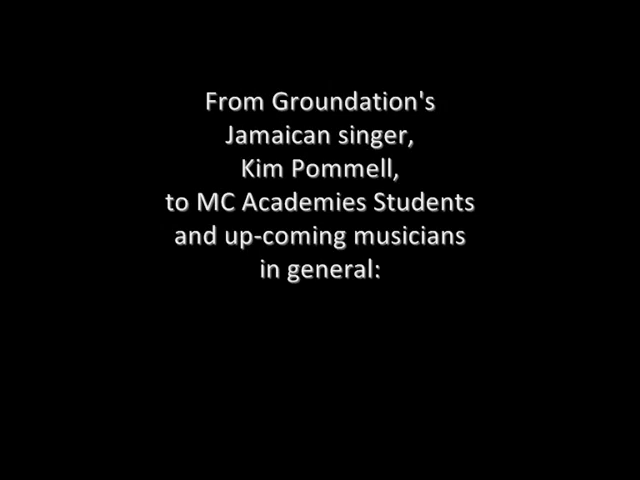 From Groundation's
Jamaican singer,
Kim Pommell,
to MC Academies Students
and up-coming musicians
in general: